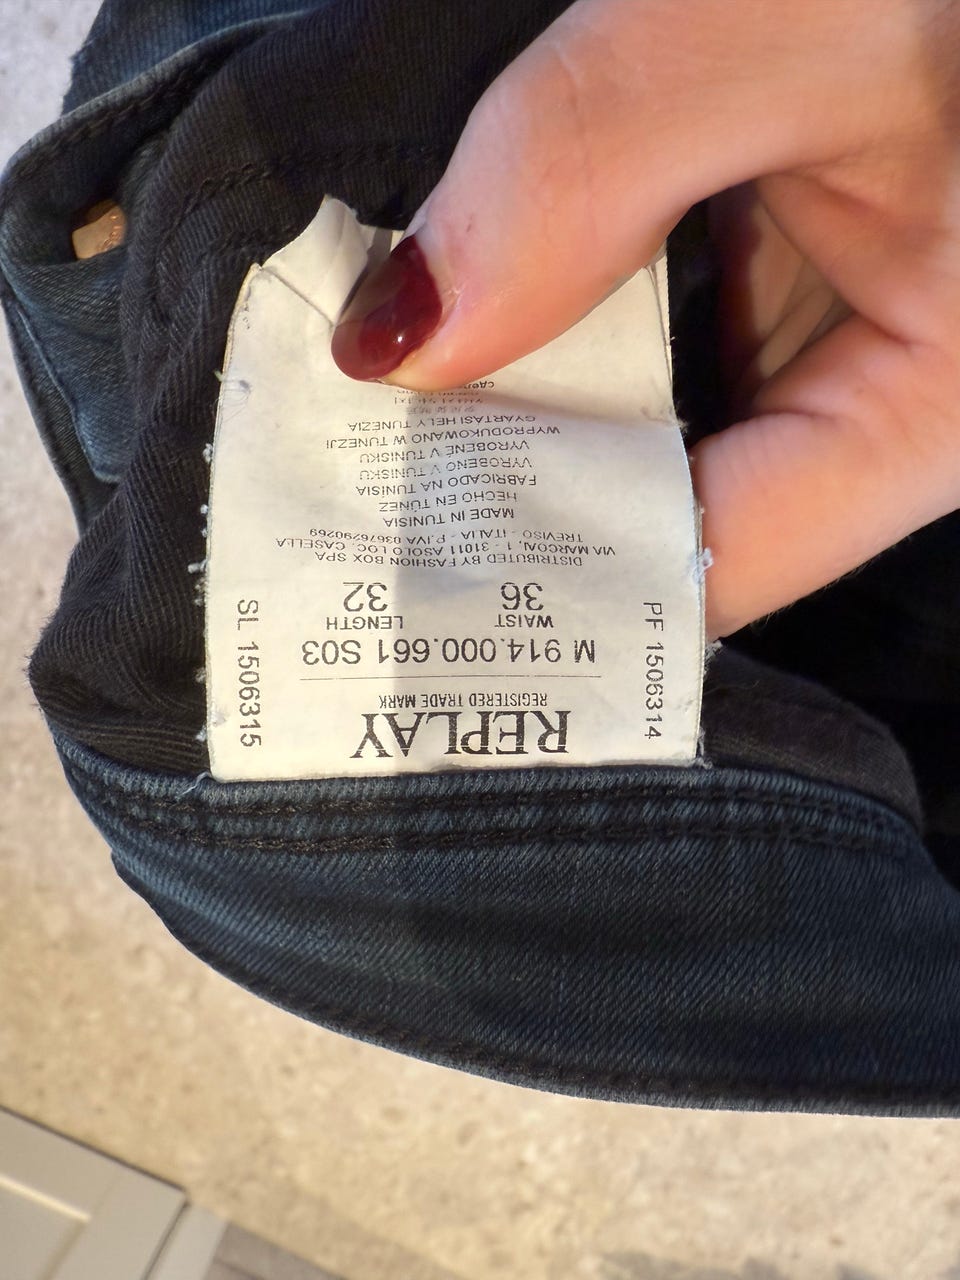 REPLAY
REGISTERED TRADE MARK
M 914.000.661 S03
WAIST LENGTH
36 32
DISTRIBUTED BY FASHION BOX SPA
VIA MARCONI, 1 - 31011 ASOLO LOC. CASELLA
TREVISO - ITALIA - P.IVA 03676290269
MADE IN TUNISIA
HECHO EN TÚNEZ
FABRICADO NA TUNÍSIA
VYROBENO V TUNISKU
VYROBENÉ V TUNISKU
WYPRODUKOWANO W TUNEZJI
GYÁRTÁSI HELY TUNÉZIA
PF 1506314
SL 1506315